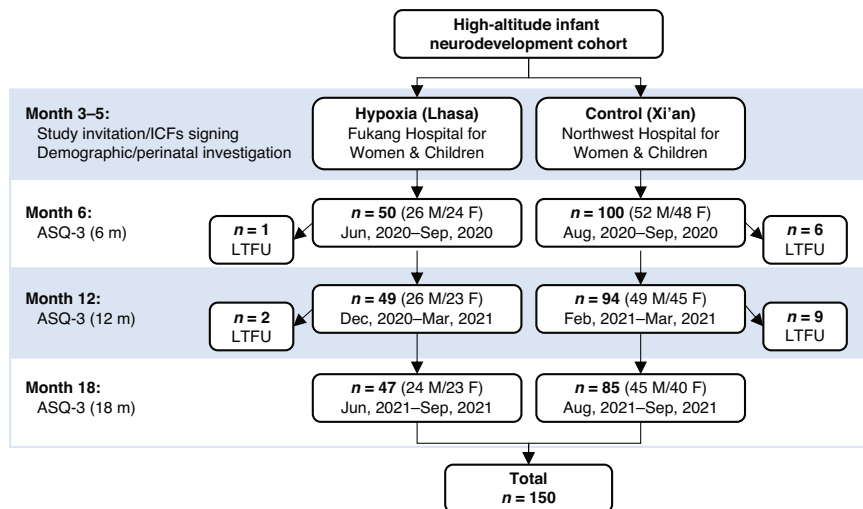 High-altitude infant
neurodevelopment cohort
Month 3–5:
Study invitation/ICFs signing
Demographic/perinatal investigation
Hypoxia (Lhasa)
Fukang Hospital for
Women & Children
Control (Xi'an)
Northwest Hospital for
Women & Children
Month 6:
ASQ-3 (6 m)
n = 1
LTFU
n = 50 (26 M/24 F)
Jun, 2020–Sep, 2020
n = 100 (52 M/48 F)
Aug, 2020–Sep, 2020
n = 6
LTFU
Month 12:
ASQ-3 (12 m)
n = 2
LTFU
n = 49 (26 M/23 F)
Dec, 2020–Mar, 2021
n = 94 (49 M/45 F)
Feb, 2021–Mar, 2021
n = 9
LTFU
Month 18:
ASQ-3 (18 m)
n = 47 (24 M/23 F)
Jun, 2021–Sep, 2021
n = 85 (45 M/40 F)
Aug, 2021–Sep, 2021
Total
n = 150